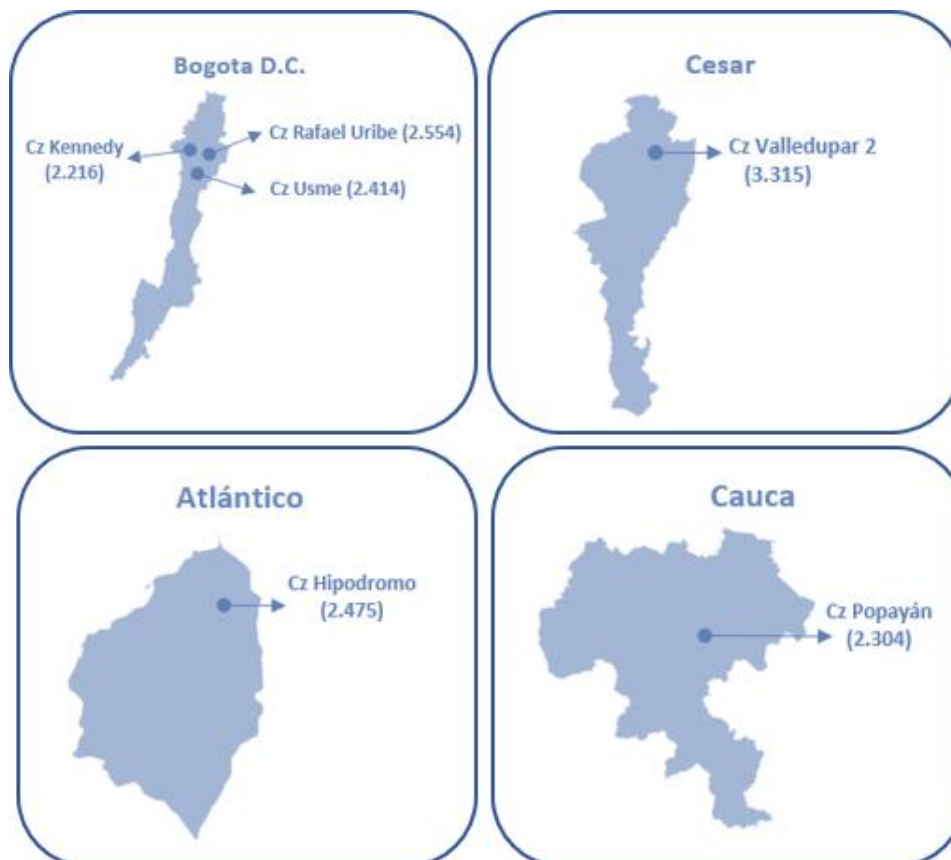 Bogota D.C.
Cz Kennedy
(2.216)
Cz Rafael Uribe (2.554)
Cz Usme (2.414)
Cesar
Cz Valledupar 2
(3.315)
Atlántico
Cz Hipodromo
(2.475)
Cauca
Cz Popayán
(2.304)